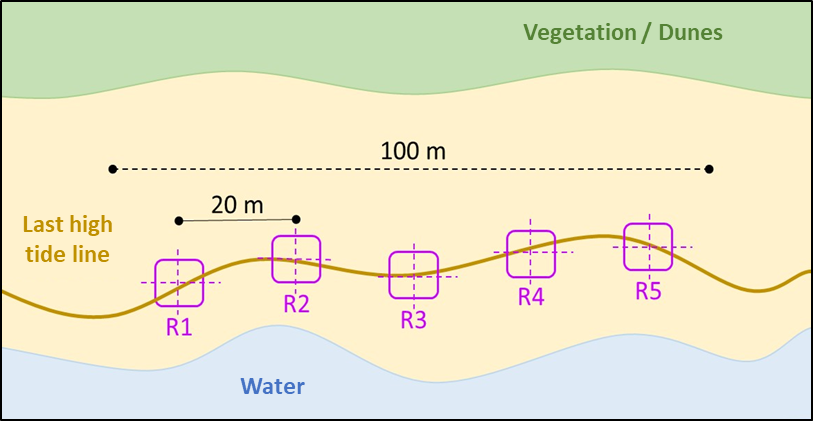 Vegetation / Dunes
100 m
20 m
Last high
tide line
R1
R2
R3
R4
R5
Water